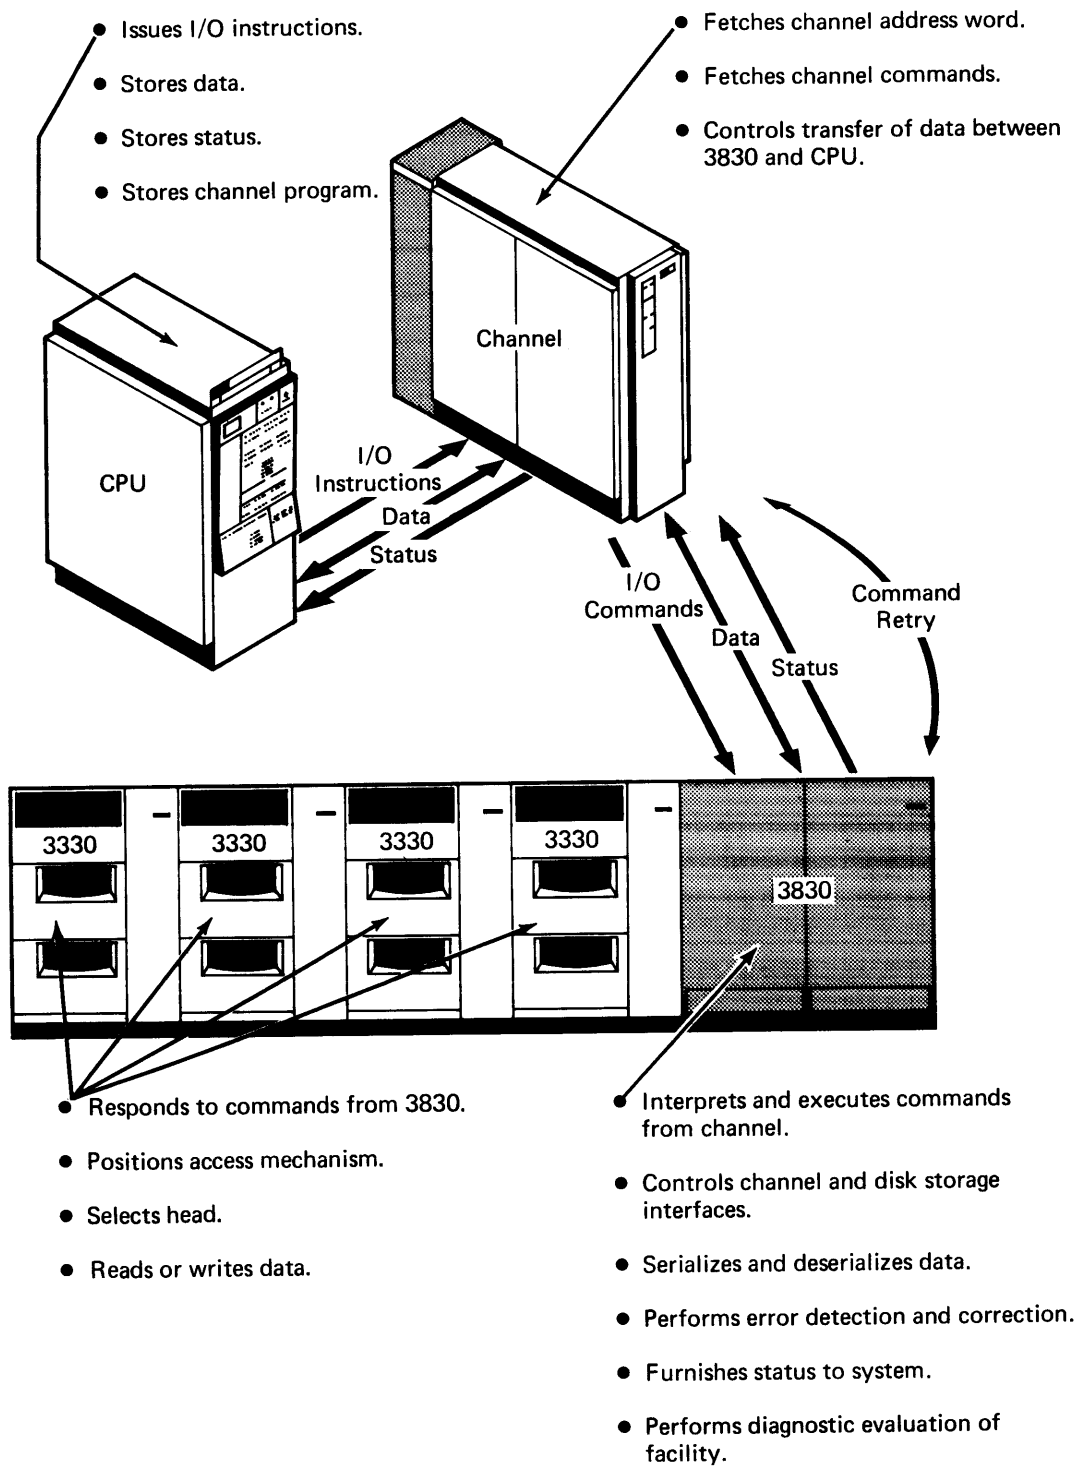 ● Issues I/O instructions.
● Stores data.
● Stores status.
● Stores channel program.
● Fetches channel address word.
● Fetches channel commands.
● Controls transfer of data between
3830 and CPU.
Channel
CPU
I/O
Instructions
Data
Status
I/O
Commands
Data
Status
Command
Retry
3330
3330
3330
3330
3830
● Responds to commands from 3830.
● Positions access mechanism.
● Selects head.
● Reads or writes data.
● Interprets and executes commands
from channel.
● Controls channel and disk storage
interfaces.
● Serializes and deserializes data.
● Performs error detection and correction.
● Furnishes status to system.
● Performs diagnostic evaluation of
facility.